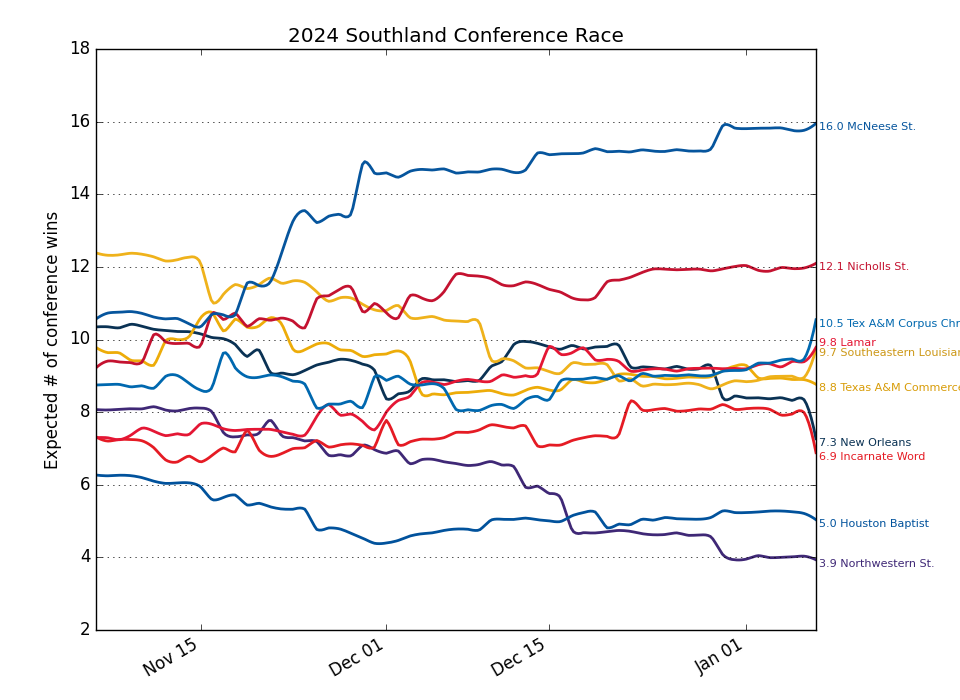 2024 Southland Conference Race
Expected # of conference wins
18
16
14
12
10
8
6
4
2
Nov 15
Dec 01
Dec 15
Jan 01
16.0 McNeese St.
12.1 Nicholls St.
10.5 Tex A&M Corpus Chr
9.8 Lamar
9.7 Southeastern Louisian
8.8 Texas A&M Commerce
7.3 New Orleans
6.9 Incarnate Word
5.0 Houston Baptist
3.9 Northwestern St.